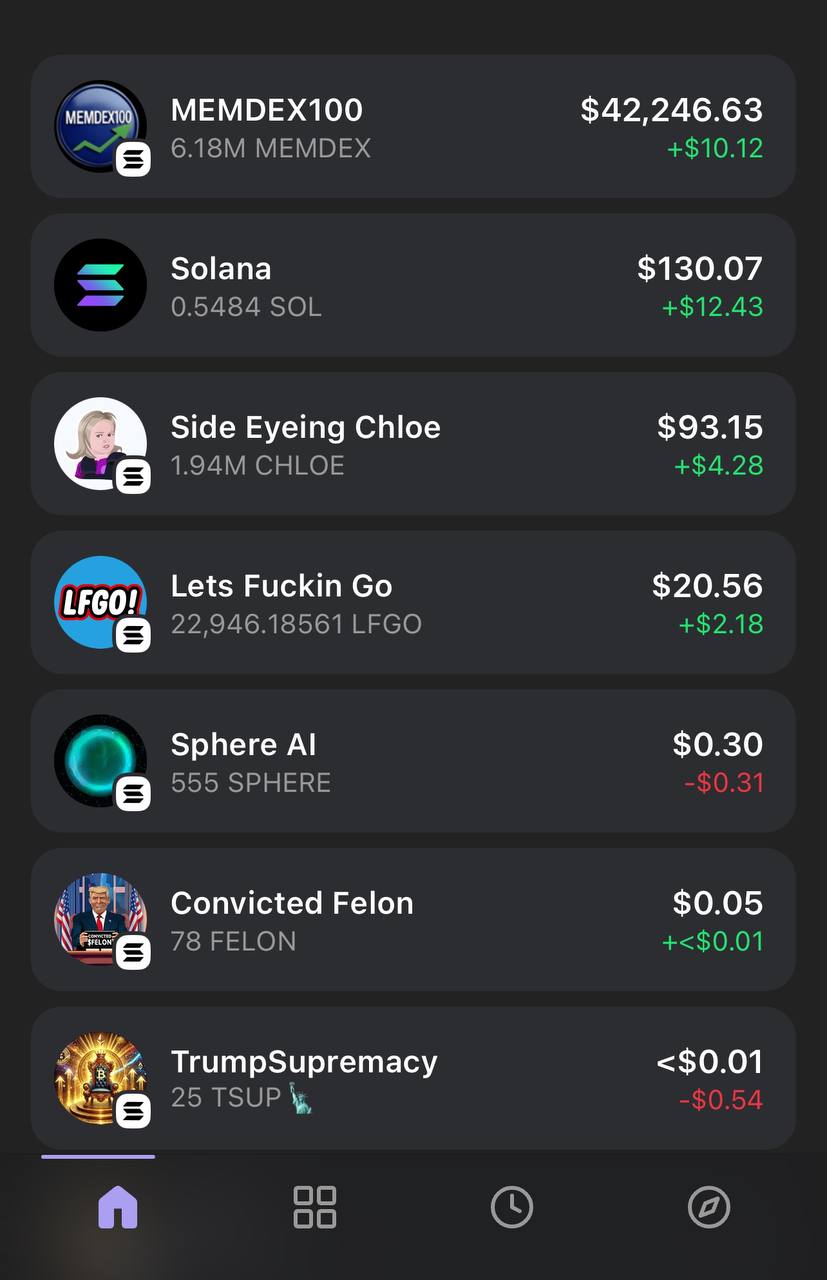 MEMDEX100
MEMDEX100
$42,246.63
6.18M MEMDEX
+$10.12
Solana
$130.07
0.5484 SOL
+$12.43
Side Eyeing Chloe
$93.15
1.94M CHLOE
+$4.28
LFGO!
Lets Fuckin Go
$20.56
22,946.18561 LFGO
+$2.18
Sphere AI
$0.30
555 SPHERE
-$0.31
Convicted Felon
$0.05
CONVICTED
$FELON
78 FELON
+<$0.01
TrumpSupremacy
<$0.01
25 TSUP🗽
-$0.54